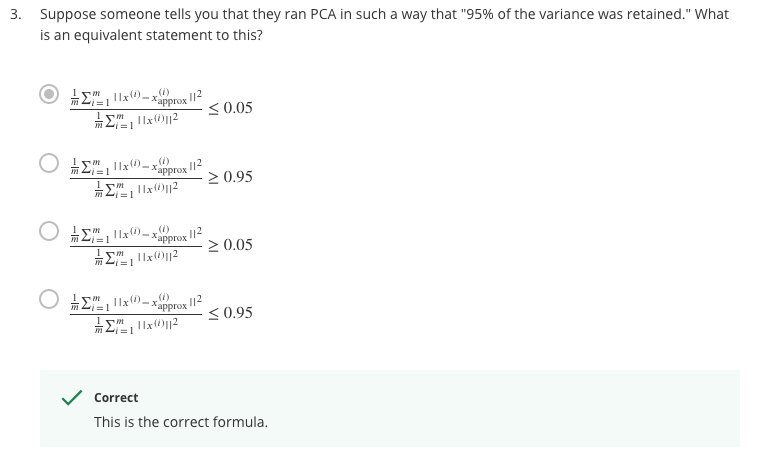 3. Suppose someone tells you that they ran PCA in such a way that "95% of the variance was retained." What
is an equivalent statement to this?
\frac{\frac{1}{m}\sum_{i=1}^{m}||x^{(i)}-x_{\text{approx}}^{(i)}||^2}{\frac{1}{m}\sum_{i=1}^{m}||x^{(i)}||^2} ≤ 0.05
\frac{\frac{1}{m}\sum_{i=1}^{m}||x^{(i)}-x_{\text{approx}}^{(i)}||^2}{\frac{1}{m}\sum_{i=1}^{m}||x^{(i)}||^2} ≥ 0.95
\frac{\frac{1}{m}\sum_{i=1}^{m}||x^{(i)}-x_{\text{approx}}^{(i)}||^2}{\frac{1}{m}\sum_{i=1}^{m}||x^{(i)}||^2} ≥ 0.05
\frac{\frac{1}{m}\sum_{i=1}^{m}||x^{(i)}-x_{\text{approx}}^{(i)}||^2}{\frac{1}{m}\sum_{i=1}^{m}||x^{(i)}||^2} ≤ 0.95
Correct
This is the correct formula.